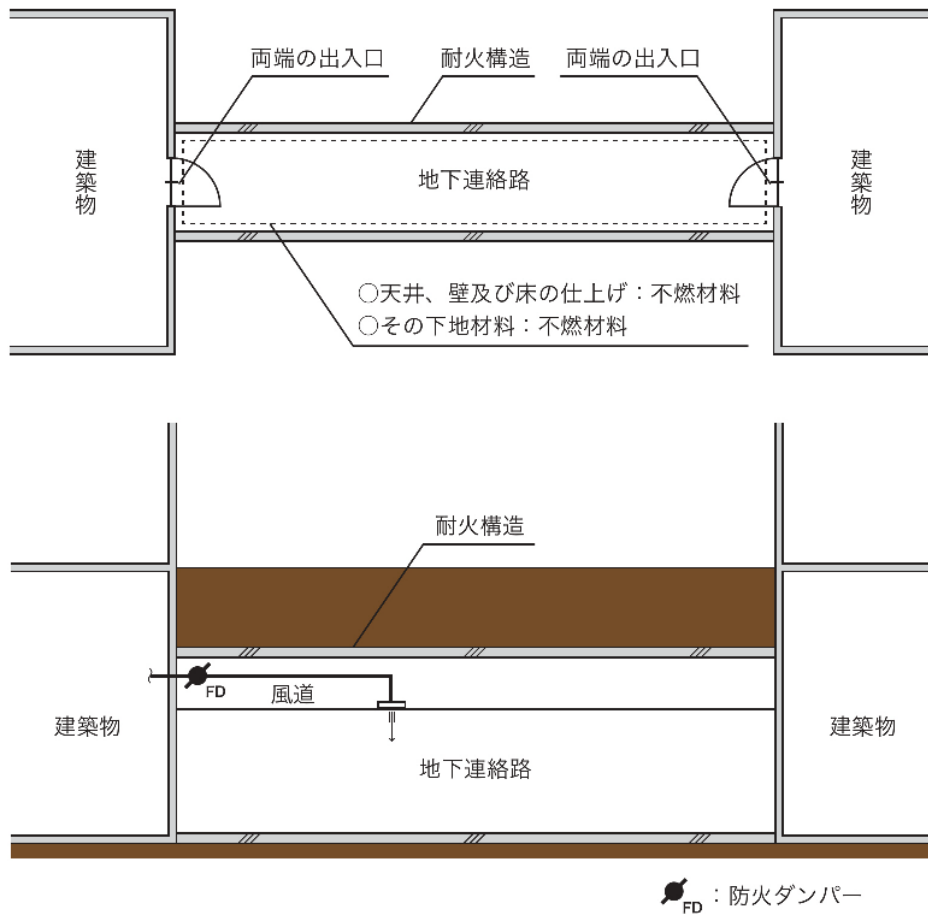 両端の出入口
耐火構造
両端の出入口
建築物
地下連絡路
建築物
○天井、壁及び床の仕上げ：不燃材料
○その下地材料：不燃材料
耐火構造
FD
風道
建築物
地下連絡路
建築物
FD：防火ダンパー